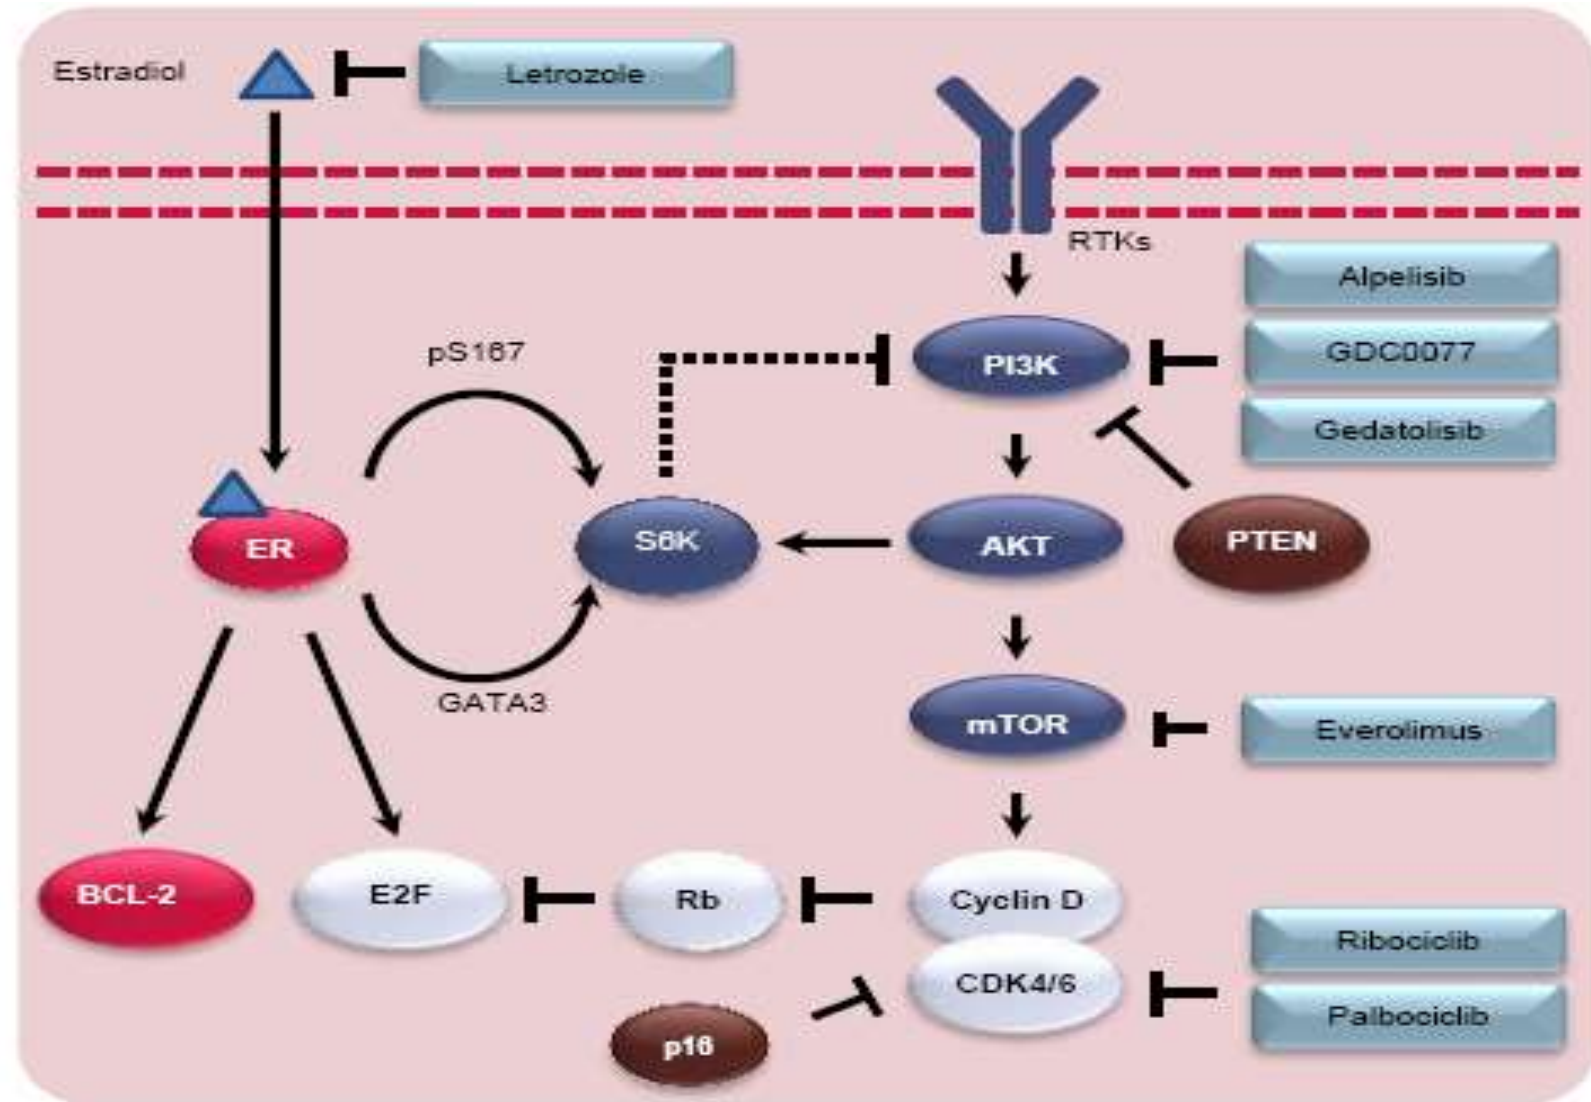 Estradiol
Letrozole
RTKs
Alpelisib
GDC0077
Gedatolisib
pS167
PI3K
ER
S6K
AKT
PTEN
GATA3
mTOR
Everolimus
BCL-2
E2F
Rb
Cyclin D
CDK4/6
Ribociclib
Palbociclib
p16